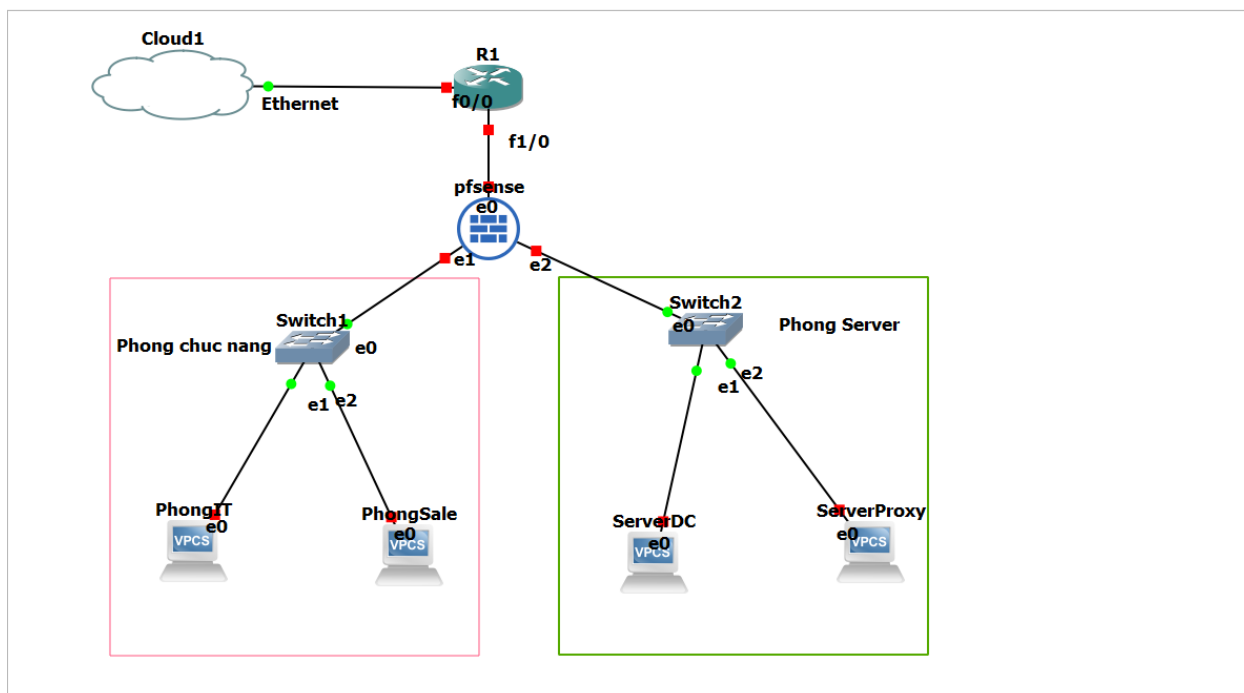 Cloud1
R1
Ethernet
f0/0
f1/0
pfsense
e0
e1
e2
Switch1
Phong chuc nang
e0
e1
e2
Switch2
e0
Phong Server
e2
e1
PhongIT
e0
VPCS
PhongSale
e0
VPCS
ServerDC
e0
VPCS
ServerProxy
e0
VPCS